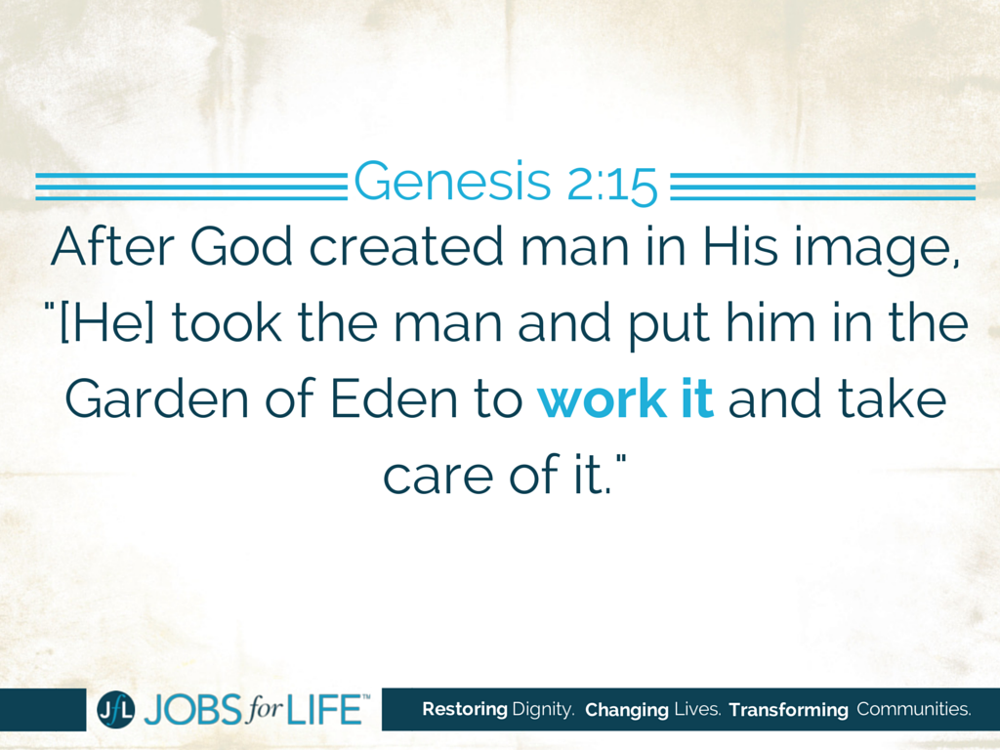 Genesis 2:15
After God created man in His image,
"[He] took the man and put him in the
Garden of Eden to work it and take
care of it."
JfL JOBS for LIFE™ Restoring Dignity. Changing Lives. Transforming Communities.